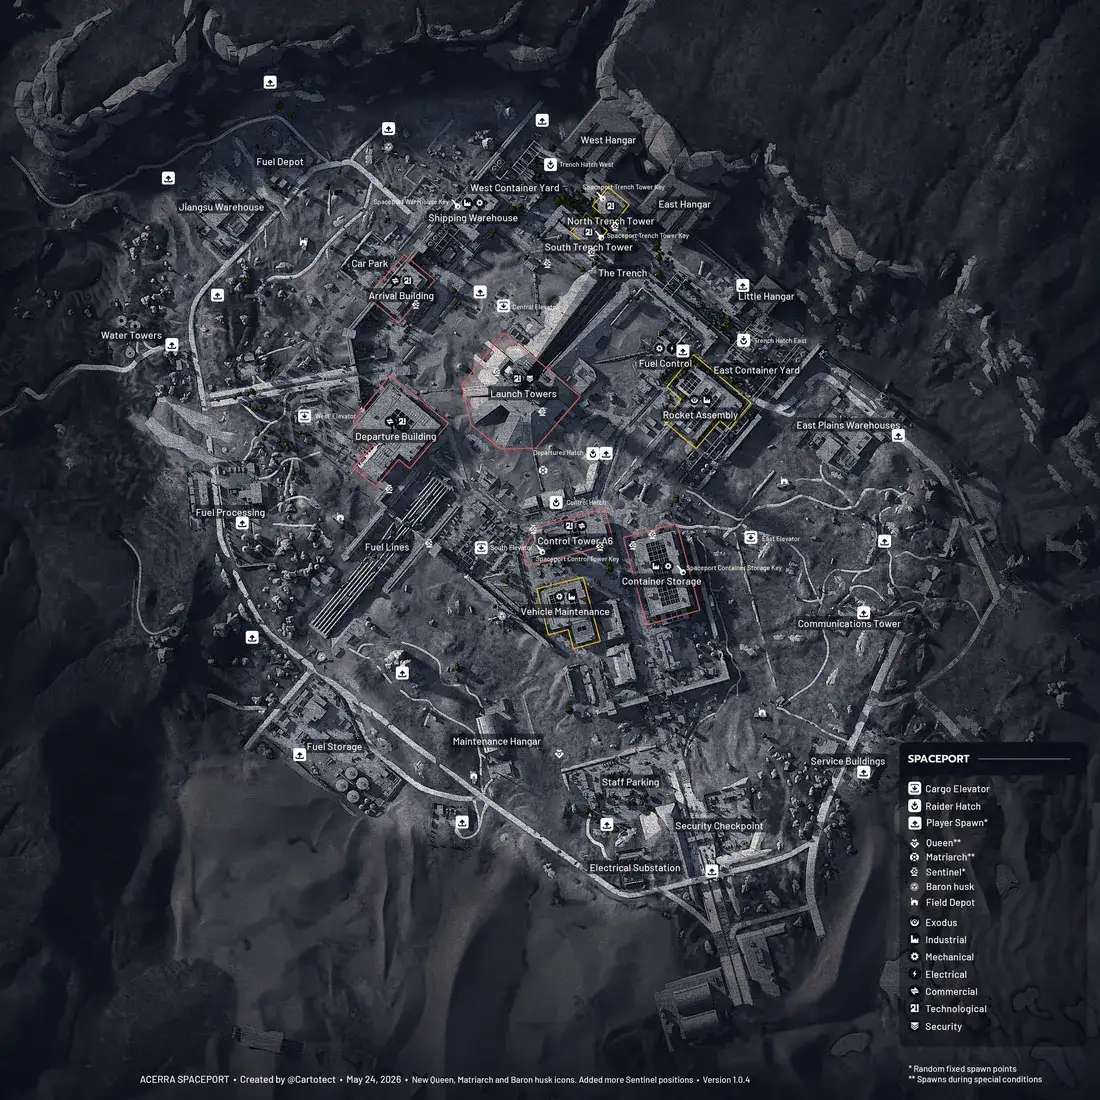 West Hangar
Fuel Depot
Trench Hatch West
West Container Yard
Spaceport Trench Tower Key
Spaceport Warehouse Key
Jiangsu Warehouse
East Hangar
Shipping Warehouse
North Trench Tower
Spaceport Trench Tower Key
South Trench Tower
Car Park
The Trench
Arrival Building
Little Hangar
Central Elevator
Water Towers
Trench Hatch East
Fuel Control
East Container Yard
Launch Towers
West Elevator
Rocket Assembly
East Plains Warehouses
Departure Building
Departures Hatch
Control Hatch
Fuel Processing
East Elevator
Control Tower A6
Fuel Lines
South Elevator
Spaceport Control Tower Key
Spaceport Container Storage Key
Container Storage
Vehicle Maintenance
Communications Tower
Maintenance Hangar
Fuel Storage
Service Buildings
Staff Parking
Security Checkpoint
Electrical Substation
SPACEPORT
Cargo Elevator
Raider Hatch
Player Spawn*
Queen**
Matriarch**
Sentinel*
Baron husk
Field Depot
Exodus
Industrial
Mechanical
Electrical
Commercial
Technological
Security
* Random fixed spawn points
** Spawns during special conditions
ACERRA SPACEPORT • Created by @Cartotect • May 24, 2026 • New Queen, Matriarch and Baron husk icons. Added more Sentinel positions • Version 1.0.4